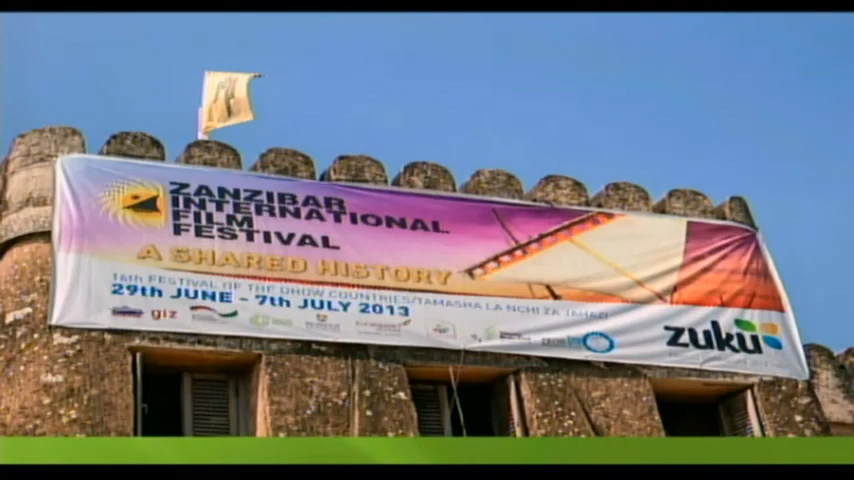 ZANZIBAR
INTERNATIONAL
FILM
FESTIVAL
A SHARED HISTORY
16th FESTIVAL OF THE DHOW COUNTRIES/TAMASHA LA NCHI ZA JAHAZI
29th JUNE - 7th JULY 2013
giz
zuku